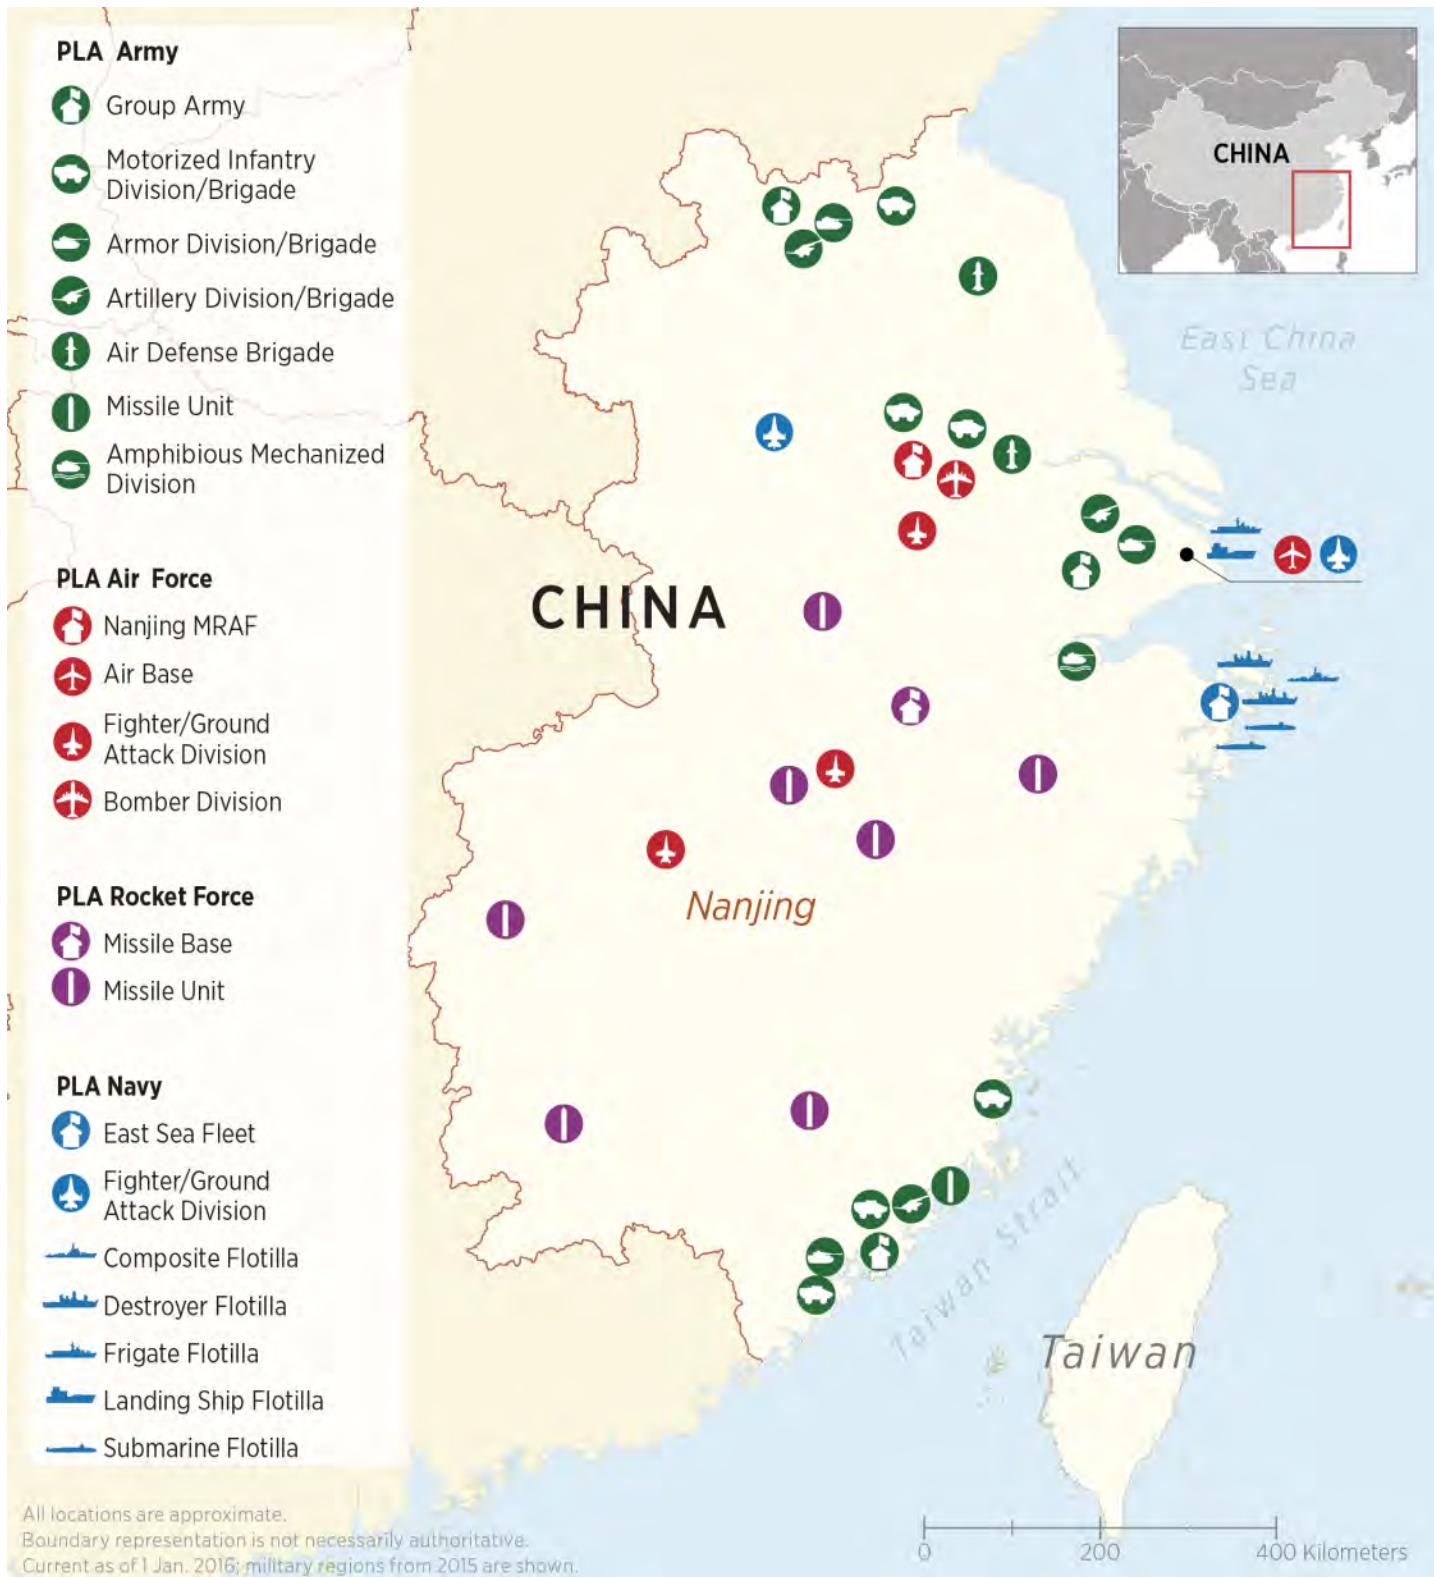 PLA Army
Group Army
Motorized Infantry
Division/Brigade
Armor Division/Brigade
Artillery Division/Brigade
Air Defense Brigade
Missile Unit
Amphibious Mechanized
Division
PLA Air Force
Nanjing MRAF
Air Base
Fighter/Ground
Attack Division
Bomber Division
PLA Rocket Force
Missile Base
Missile Unit
PLA Navy
East Sea Fleet
Fighter/Ground
Attack Division
Composite Flotilla
Destroyer Flotilla
Frigate Flotilla
Landing Ship Flotilla
Submarine Flotilla
All locations are approximate.
Boundary representation is not necessarily authoritative.
Current as of 1 Jan. 2016; military regions from 2015 are shown.
CHINA
East China
Sea
CHINA
Nanjing
Taiwan Strait
Taiwan
0 200 400 Kilometers